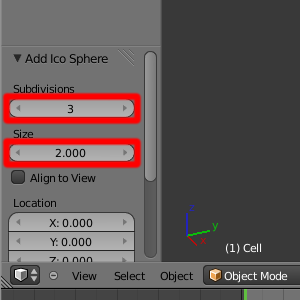 Add Ico Sphere
Subdivisions
3
Size
2.000
Align to View
Location
X: 0.000
Y: 0.000
Z: 0.000
z
y
x
(1) Cell
View Select Object Object Mode